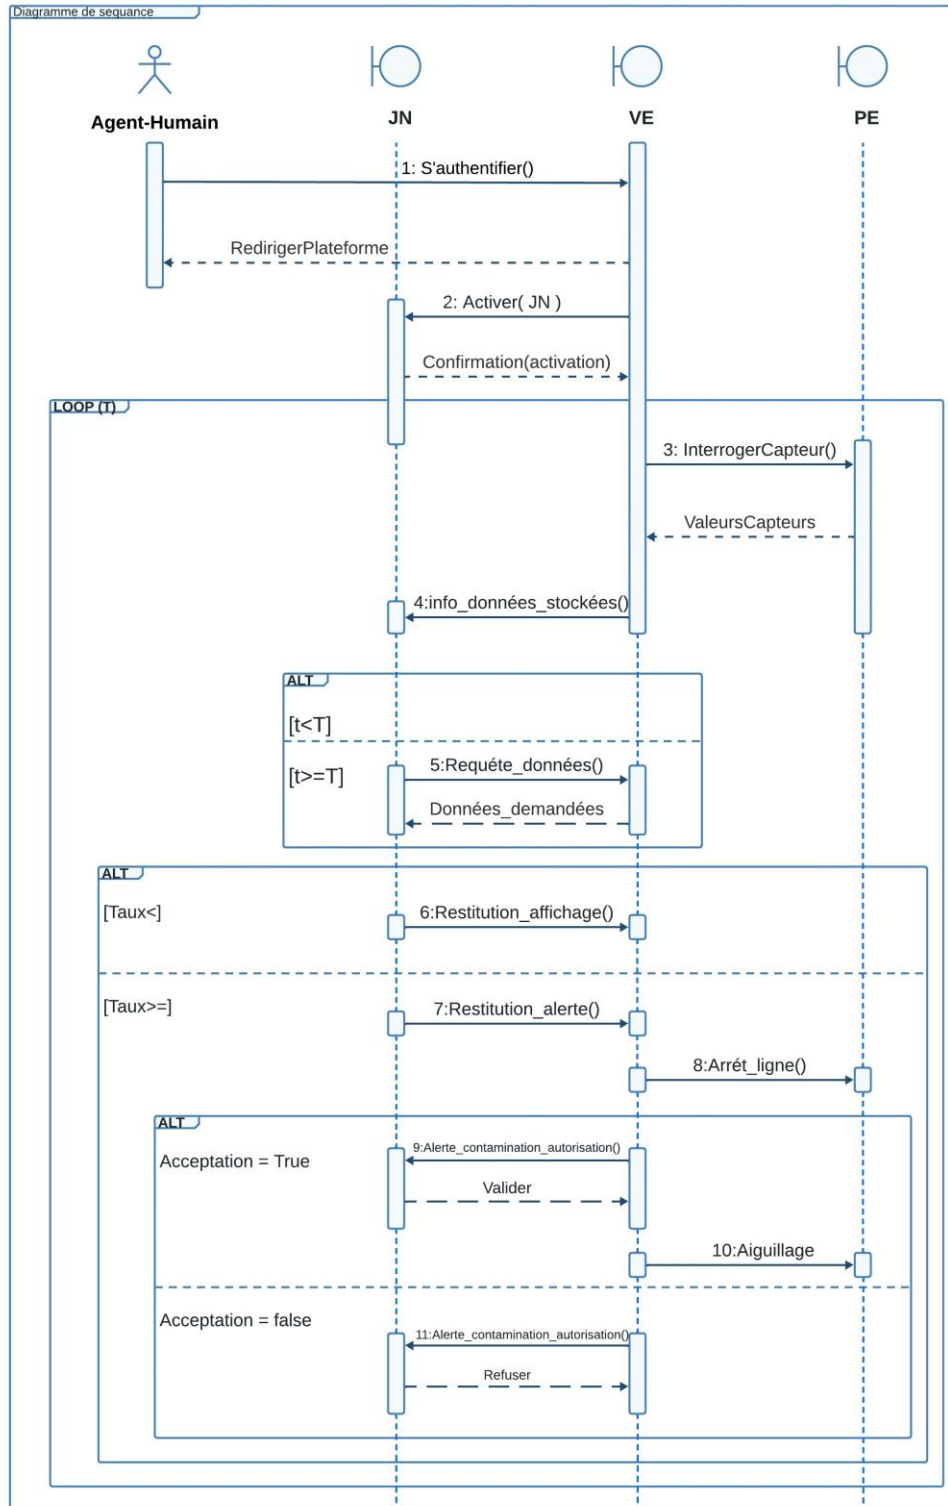 Diagramme de sequance
Agent-Humain
JN
VE
PE
1: S'authentifier()
RedirigerPlateforme
2: Activer( JN )
Confirmation(activation)
LOOP (T)
3: InterrogerCapteur()
ValeursCapteurs
4:info_données_stockées()
ALT
[t<T]
[t>=T]
5:Requéte_données()
Données_demandées
ALT
[Taux<]
6:Restitution_affichage()
[Taux>=]
7:Restitution_alerte()
8:Arrét_ligne()
ALT
Acceptation = True
9:Alerte_contamination_autorisation()
Valider
10:Aiguillage
Acceptation = false
11:Alerte_contamination_autorisation()
Refuser